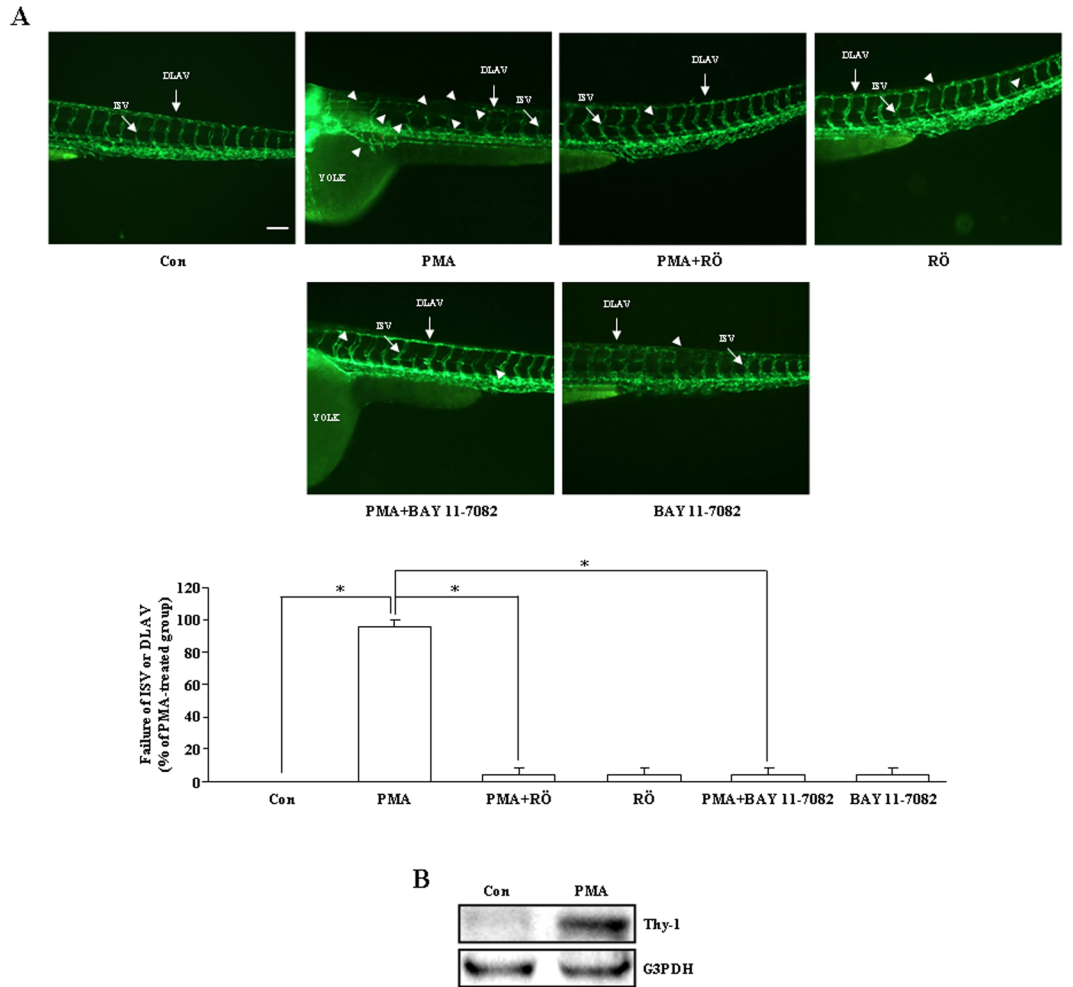 A
DLAV
ISV
Con
DLAV
ISV
YOLK
PMA
DLAV
ISV
PMA+RÖ
DLAV
ISV
RÖ
DLAV
ISV
YOLK
PMA+BAY 11-7082
DLAV
ISV
BAY 11-7082
Failure of ISV or DLAV
(% of PMA-treated group)
120
100
80
60
40
20
0
*
*
*
Con
PMA
PMA+RÖ
RÖ
PMA+BAY 11-7082
BAY 11-7082
B
Con
PMA
Thy-1
G3PDH